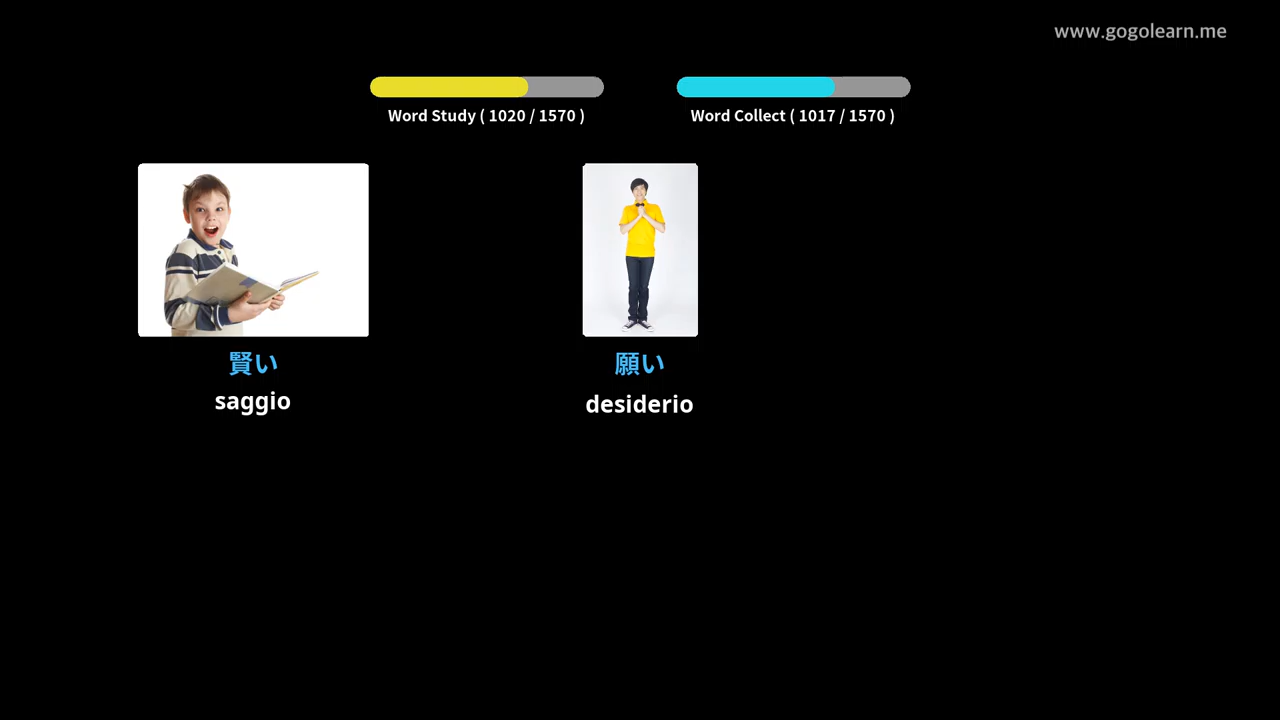 www.gogolearn.me
Word Study ( 1020 / 1570 )
Word Collect ( 1017 / 1570 )
賢い
saggio
願い
desiderio